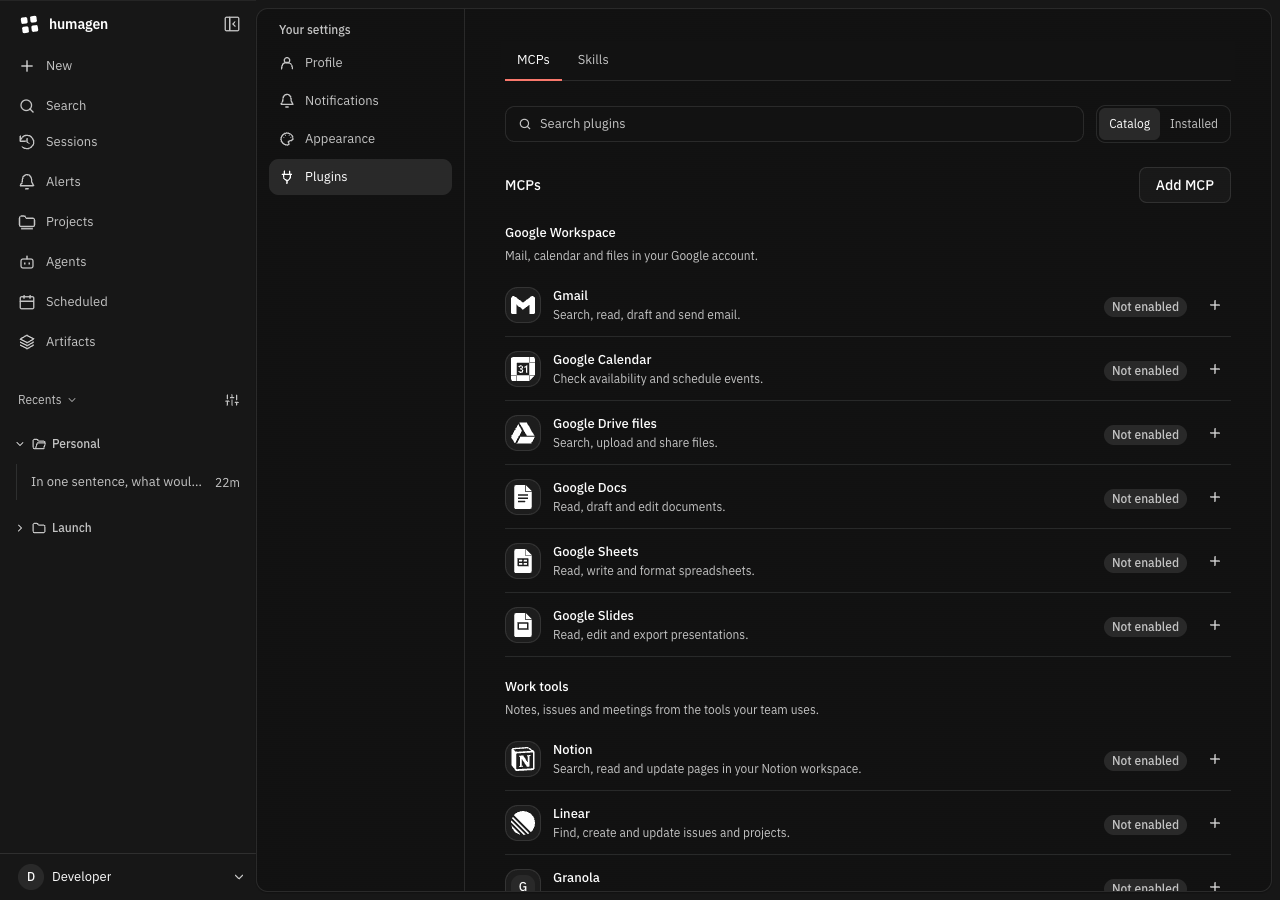 humagen
New
Search
Sessions
Alerts
Projects
Agents
Scheduled
Artifacts
Recents
Personal
In one sentence, what woul... 22m
Launch
D Developer
Your settings
Profile
Notifications
Appearance
Plugins
MCPs Skills
Search plugins
Catalog Installed
MCPs
Add MCP
Google Workspace
Mail, calendar and files in your Google account.
Gmail
Search, read, draft and send email.
Not enabled
31
Google Calendar
Check availability and schedule events.
Not enabled
Google Drive files
Search, upload and share files.
Not enabled
Google Docs
Read, draft and edit documents.
Not enabled
Google Sheets
Read, write and format spreadsheets.
Not enabled
Google Slides
Read, edit and export presentations.
Not enabled
Work tools
Notes, issues and meetings from the tools your team uses.
N
Notion
Search, read and update pages in your Notion workspace.
Not enabled
Linear
Find, create and update issues and projects.
Not enabled
G
Granola
Not enabled